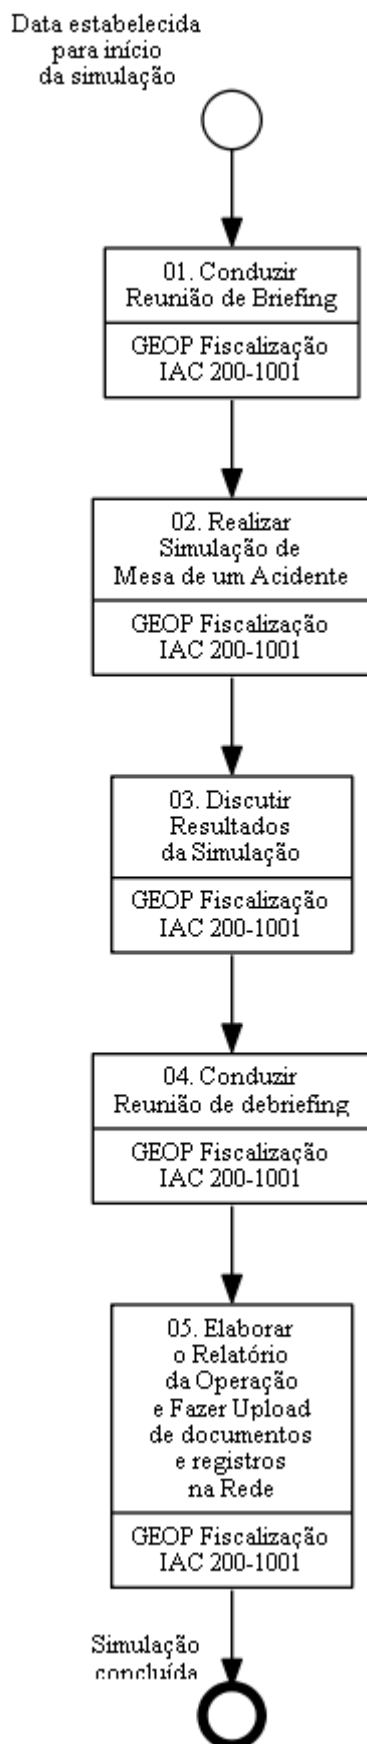 Data estabelecida
para início
da simulação
01. Conduzir
Reunião de Briefing
GEOP Fiscalização
IAC 200-1001
02. Realizar
Simulação de
Mesa de um Acidente
GEOP Fiscalização
IAC 200-1001
03. Discutir
Resultados
da Simulação
GEOP Fiscalização
IAC 200-1001
04. Conduzir
Reunião de debriefing
GEOP Fiscalização
IAC 200-1001
05. Elaborar
o Relatório
da Operação
e Fazer Upload
de documentos
e registros
na Rede
GEOP Fiscalização
IAC 200-1001
Simulação
concluída